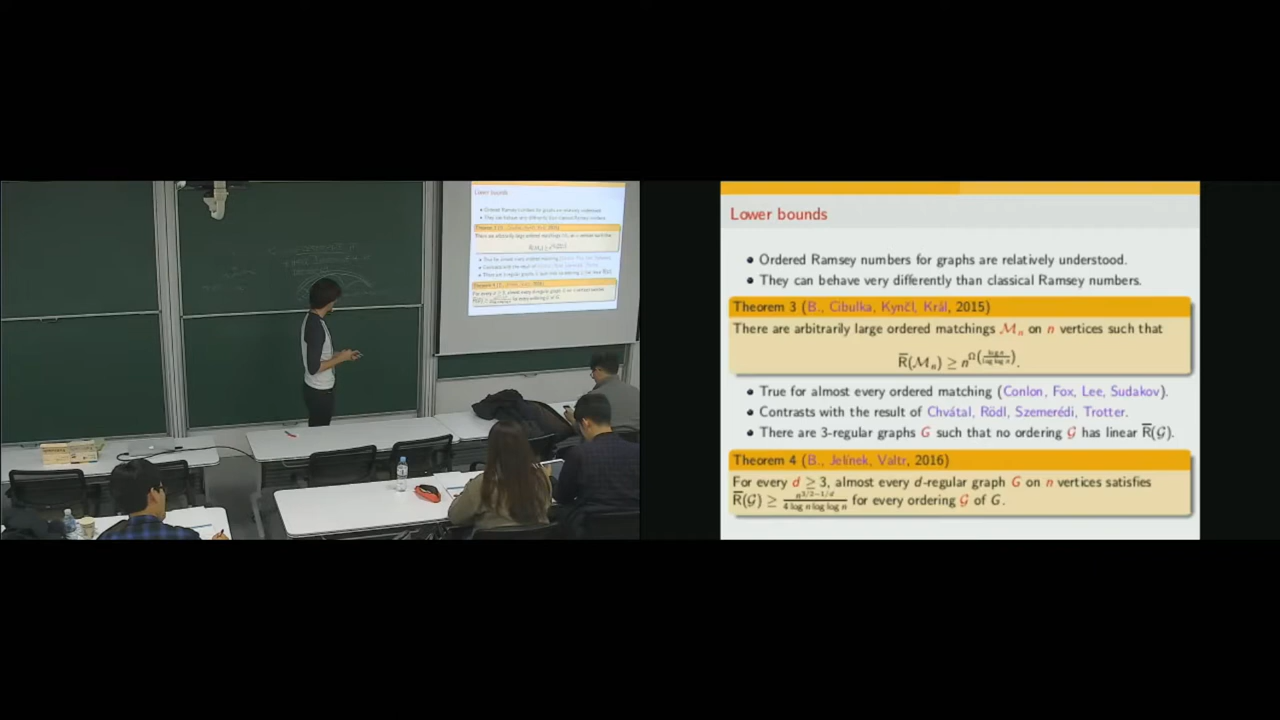 Lower bounds
• Ordered Ramsey numbers for graphs are relatively understood.
• They can behave very differently than classical Ramsey numbers.
Theorem 3 (B., Cibulka, Kynčl, Král, 2015)
There are arbitrarily large ordered matchings ℳₙ on n vertices such that
R̅(ℳₙ) ≥ n^Ω(log n / log log n).
• True for almost every ordered matching (Conlon, Fox, Lee, Sudakov).
• Contrasts with the result of Chvátal, Rödl, Szemerédi, Trotter.
• There are 3-regular graphs G such that no ordering 𝒢 has linear R̅(𝒢).
Theorem 4 (B., Jelínek, Valtr, 2016)
For every d ≥ 3, almost every d-regular graph G on n vertices satisfies
R̅(𝒢) ≥ n^(3/2−1/d) / (4 log n log log n) for every ordering 𝒢 of G.